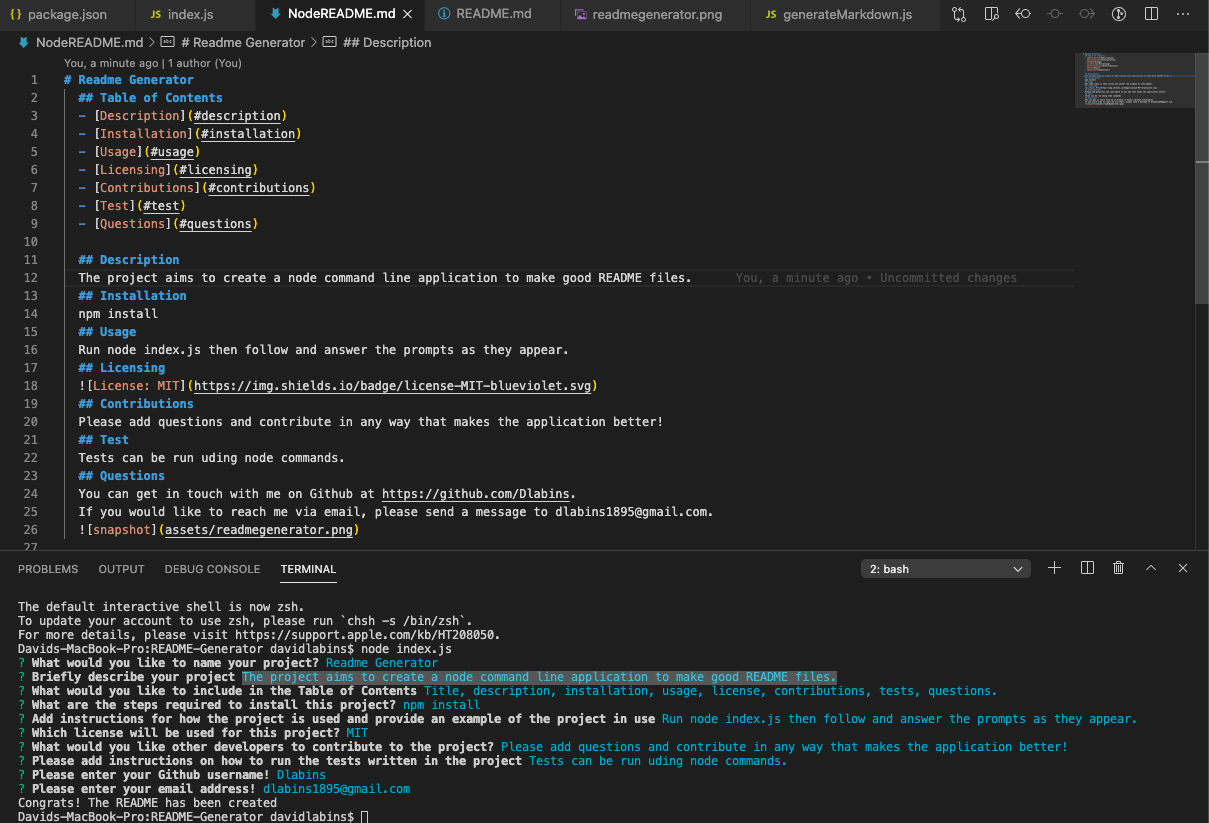 {} package.json JS index.js NodeREADME.md README.md readmegenerator.png JS generateMarkdown.js
NodeREADME.md > # Readme Generator > ## Description
You, a minute ago | 1 author (You)
1 # Readme Generator
2 ## Table of Contents
3 - [Description](#description)
4 - [Installation](#installation)
5 - [Usage](#usage)
6 - [Licensing](#licensing)
7 - [Contributions](#contributions)
8 - [Test](#test)
9 - [Questions](#questions)
10
11 ## Description
12 The project aims to create a node command line application to make good README files. You, a minute ago • Uncommitted changes
13 ## Installation
14 npm install
15 ## Usage
16 Run node index.js then follow and answer the prompts as they appear.
17 ## Licensing
18 ![License: MIT](https://img.shields.io/badge/license-MIT-blueviolet.svg)
19 ## Contributions
20 Please add questions and contribute in any way that makes the application better!
21 ## Test
22 Tests can be run uding node commands.
23 ## Questions
24 You can get in touch with me on Github at https://github.com/Dlabins.
25 If you would like to reach me via email, please send a message to dlabins1895@gmail.com.
26 ![snapshot](assets/readmegenerator.png)
27
PROBLEMS OUTPUT DEBUG CONSOLE TERMINAL 2: bash
The default interactive shell is now zsh.
To update your account to use zsh, please run `chsh -s /bin/zsh`.
For more details, please visit https://support.apple.com/kb/HT208050.
Davids-MacBook-Pro:README-Generator davidlabins$ node index.js
? What would you like to name your project? Readme Generator
? Briefly describe your project The project aims to create a node command line application to make good README files.
? What would you like to include in the Table of Contents Title, description, installation, usage, license, contributions, tests, questions.
? What are the steps required to install this project? npm install
? Add instructions for how the project is used and provide an example of the project in use Run node index.js then follow and answer the prompts as they appear.
? Which license will be used for this project? MIT
? What would you like other developers to contribute to the project? Please add questions and contribute in any way that makes the application better!
? Please add instructions on how to run the tests written in the project Tests can be run uding node commands.
? Please enter your Github username! Dlabins
? Please enter your email address! dlabins1895@gmail.com
Congrats! The README has been created
Davids-MacBook-Pro:README-Generator davidlabins$